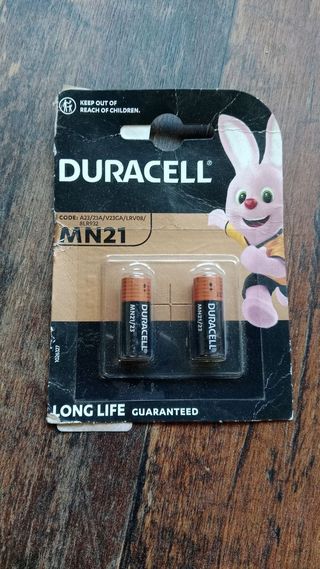 KEEP OUT OF
REACH OF CHILDREN.
DURACELL
CODE: A23/23A/V23GA/LRV08/
8LR932
MN21
DURACELL
MN21/23
DURACELL
MN21/23
LONG LIFE GUARANTEED